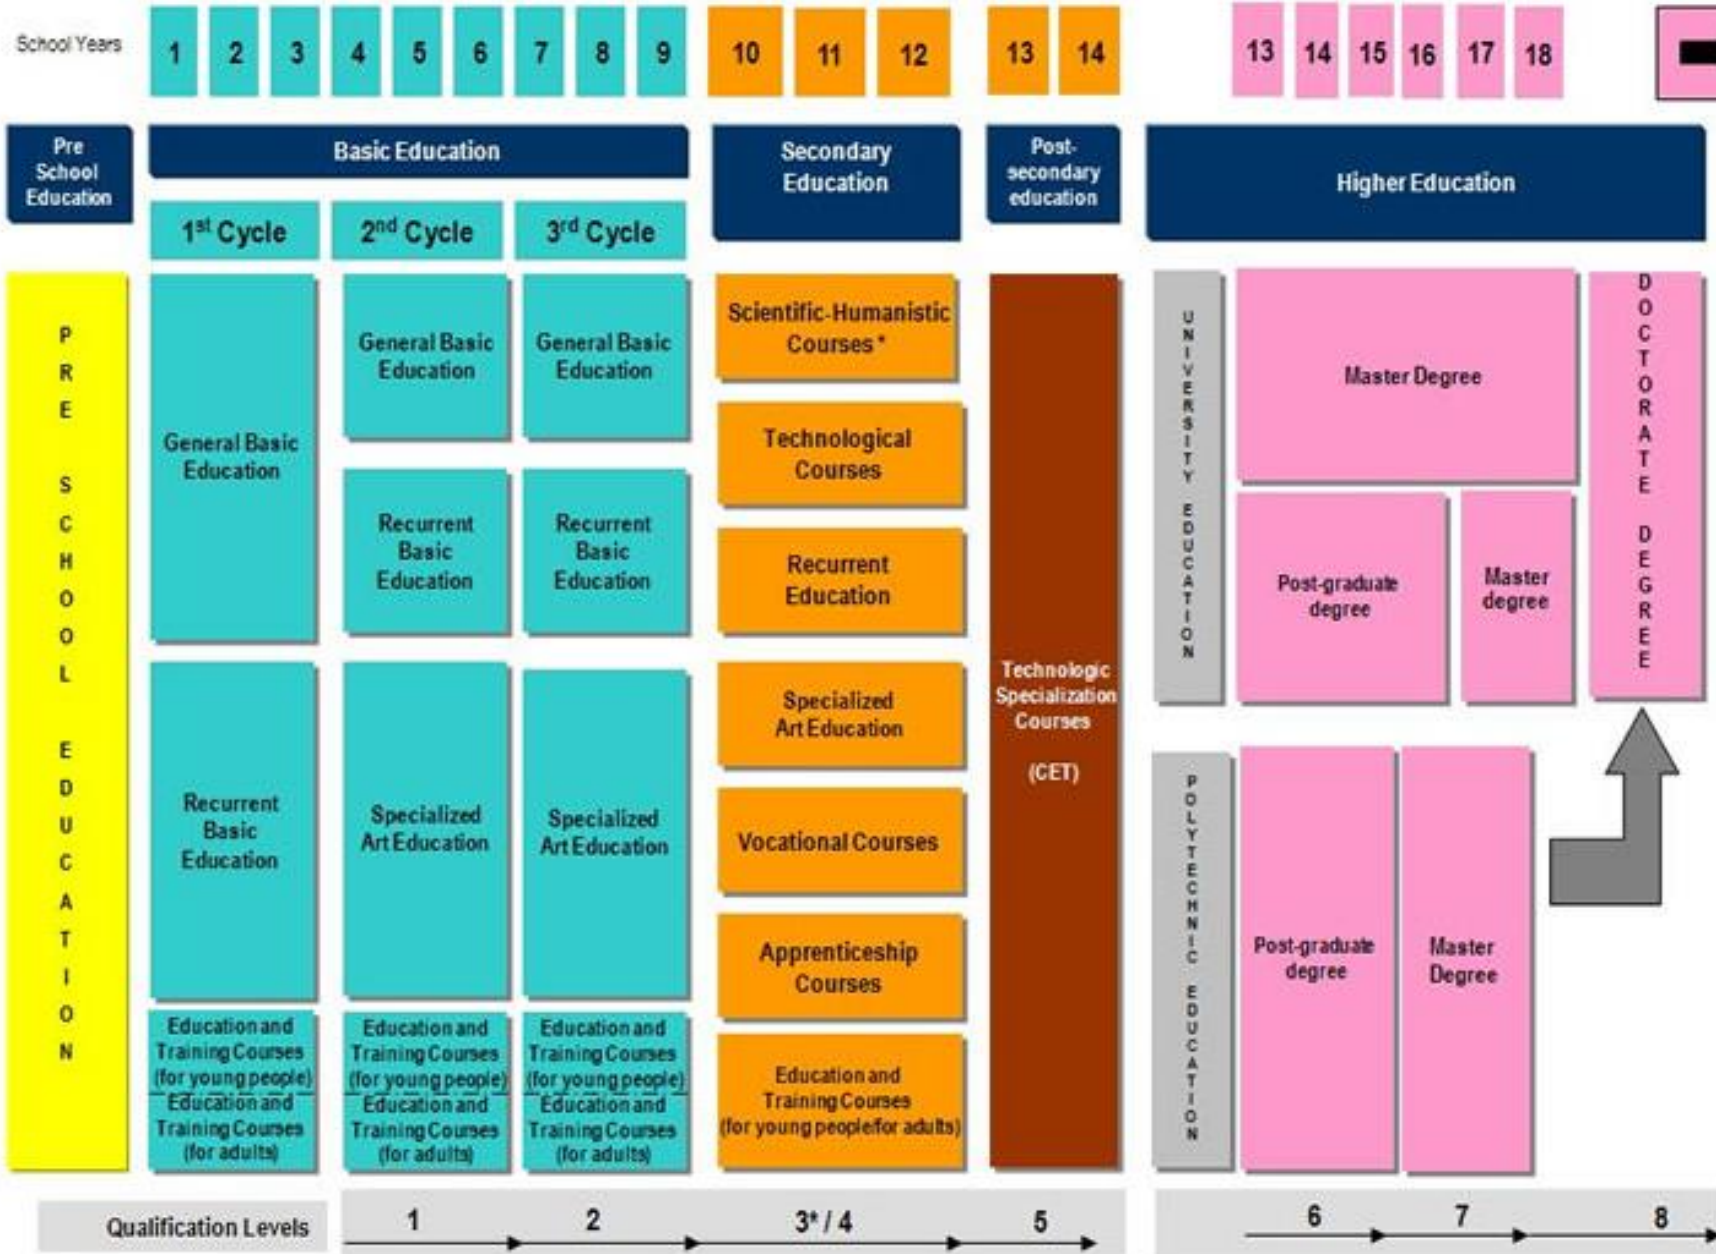 School Years
1 2 3 4 5 6 7 8 9 10 11 12 13 14 13 14 15 16 17 18
Pre
School
Education
Basic Education
Secondary
Education
Post-
secondary
education
Higher Education
1st Cycle
2nd Cycle
3rd Cycle
PRE SCHOOL EDUCATION
General Basic
Education
Recurrent
Basic
Education
Education and
Training Courses
(for young people)
Education and
Training Courses
(for adults)
General Basic
Education
Recurrent
Basic
Education
Specialized
Art Education
Education and
Training Courses
(for young people)
Education and
Training Courses
(for adults)
General Basic
Education
Recurrent
Basic
Education
Specialized
Art Education
Education and
Training Courses
(for young people)
Education and
Training Courses
(for adults)
Scientific-Humanistic
Courses *
Technological
Courses
Recurrent
Education
Specialized
Art Education
Vocational Courses
Apprenticeship
Courses
Education and
Training Courses
(for young people/for adults)
Technologic
Specialization
Courses
(CET)
UNIVERSITY EDUCATION
Master Degree
Post-graduate
degree
Master
degree
DOCTORATE DEGREE
POLYTECHNIC EDUCATION
Post-graduate
degree
Master
Degree
Qualification Levels
1 2 3* / 4 5 6 7 8